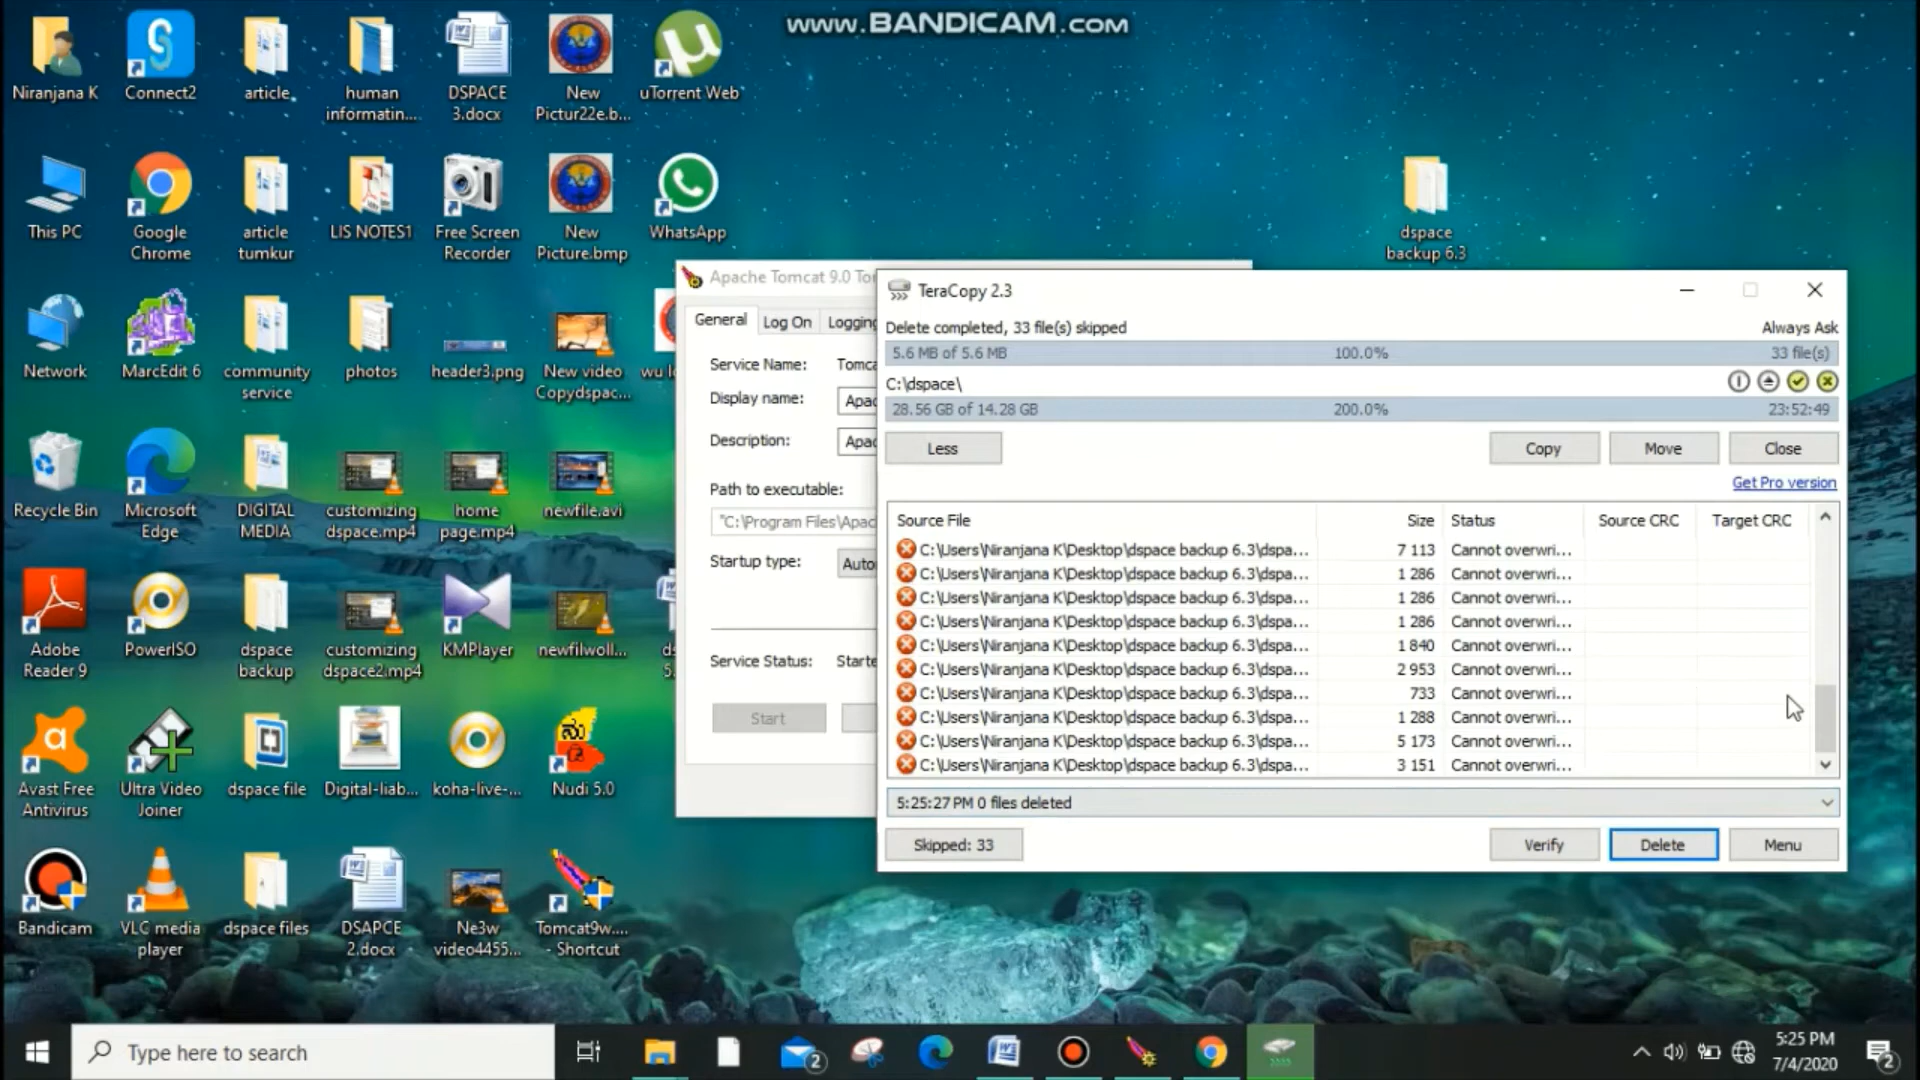 www.BANDICAM.com
Niranjana K
Connect2
article
human
informatin...
DSPACE
3.docx
New
Pictur22e.b...
uTorrent Web
This PC
Google
Chrome
article
tumkur
LIS NOTES1
Free Screen
Recorder
New
Picture.bmp
WhatsApp
dspace
backup 6.3
Network
MarcEdit 6
community
service
photos
header3.png
New video
Copydspac...
Recycle Bin
Microsoft
Edge
DIGITAL
MEDIA
customizing
dspace.mp4
home
page.mp4
newfile.avi
Adobe
Reader 9
PowerISO
dspace
backup
customizing
dspace2.mp4
KMPlayer
newfilwoll...
Avast Free
Antivirus
Ultra Video
Joiner
dspace file
Digital-liab...
koha-live-...
Nudi 5.0
Bandicam
VLC media
player
dspace files
DSAPCE
2.docx
Ne3w
video4455...
Tomcat9w....
- Shortcut
Apache Tomcat 9.0 Tor
General
Log On
Logging
Service Name:
Tomca
Display name:
Apac
Description:
Apac
Path to executable:
"C:\Program Files\Apac
Startup type:
Auto
Service Status:
Starte
Start
TeraCopy 2.3
Delete completed, 33 file(s) skipped
Always Ask
5.6 MB of 5.6 MB
100.0%
33 file(s)
C:\dspace\
28.56 GB of 14.28 GB
200.0%
23:52:49
Less
Copy
Move
Close
Get Pro version
Source File Size Status Source CRC Target CRC
C:\Users\Niranjana K\Desktop\dspace backup 6.3\dspa... 7 113 Cannot overwri...
C:\Users\Niranjana K\Desktop\dspace backup 6.3\dspa... 1 286 Cannot overwri...
C:\Users\Niranjana K\Desktop\dspace backup 6.3\dspa... 1 286 Cannot overwri...
C:\Users\Niranjana K\Desktop\dspace backup 6.3\dspa... 1 286 Cannot overwri...
C:\Users\Niranjana K\Desktop\dspace backup 6.3\dspa... 1 840 Cannot overwri...
C:\Users\Niranjana K\Desktop\dspace backup 6.3\dspa... 2 953 Cannot overwri...
C:\Users\Niranjana K\Desktop\dspace backup 6.3\dspa... 733 Cannot overwri...
C:\Users\Niranjana K\Desktop\dspace backup 6.3\dspa... 1 288 Cannot overwri...
C:\Users\Niranjana K\Desktop\dspace backup 6.3\dspa... 5 173 Cannot overwri...
C:\Users\Niranjana K\Desktop\dspace backup 6.3\dspa... 3 151 Cannot overwri...
5:25:27 PM 0 files deleted
Skipped: 33
Verify
Delete
Menu
Type here to search
2
5:25 PM
7/4/2020
2